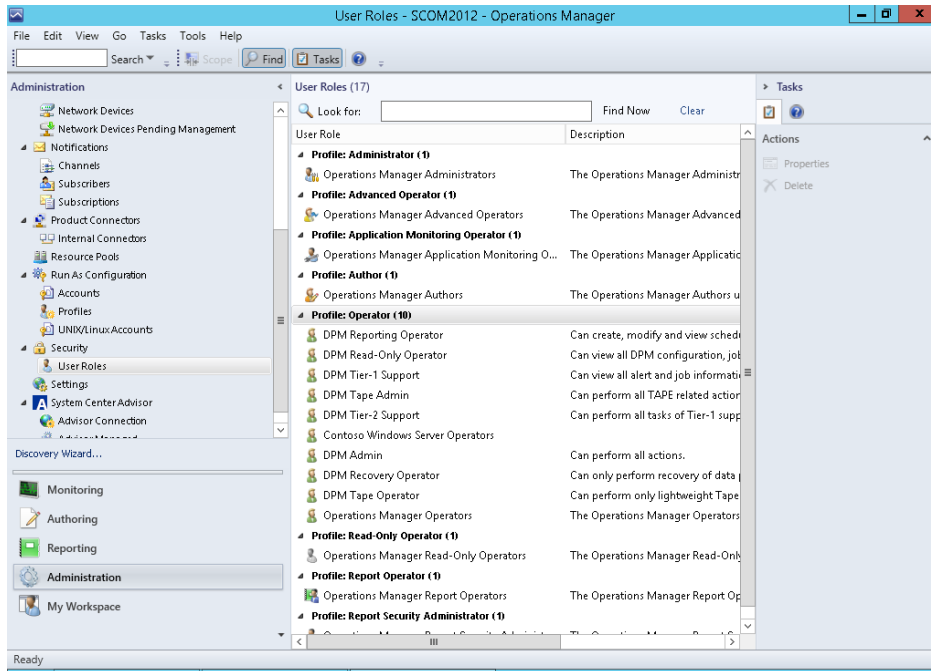 User Roles - SCOM2012 - Operations Manager
File Edit View Go Tasks Tools Help
Search Scope Find Tasks
Administration
Network Devices
Network Devices Pending Management
Notifications
Channels
Subscribers
Subscriptions
Product Connectors
Internal Connectors
Resource Pools
Run As Configuration
Accounts
Profiles
UNIX/Linux Accounts
Security
User Roles
Settings
System Center Advisor
Advisor Connection
Discovery Wizard...
Monitoring
Authoring
Reporting
Administration
My Workspace
User Roles (17)
Look for: Find Now Clear
User Role Description
Profile: Administrator (1)
Operations Manager Administrators The Operations Manager Administr
Profile: Advanced Operator (1)
Operations Manager Advanced Operators The Operations Manager Advanced
Profile: Application Monitoring Operator (1)
Operations Manager Application Monitoring O... The Operations Manager Applicatic
Profile: Author (1)
Operations Manager Authors The Operations Manager Authors u
Profile: Operator (10)
DPM Reporting Operator Can create, modify and view sched
DPM Read-Only Operator Can view all DPM configuration, jol
DPM Tier-1 Support Can view all alert and job informati
DPM Tape Admin Can perform all TAPE related action
DPM Tier-2 Support Can perform all tasks of Tier-1 supp
Contoso Windows Server Operators
DPM Admin Can perform all actions.
DPM Recovery Operator Can only perform recovery of data
DPM Tape Operator Can perform only lightweight Tape
Operations Manager Operators The Operations Manager Operators
Profile: Read-Only Operator (1)
Operations Manager Read-Only Operators The Operations Manager Read-Only
Profile: Report Operator (1)
Operations Manager Report Operators The Operations Manager Report Op
Profile: Report Security Administrator (1)
Tasks
Actions
Properties
Delete
Ready